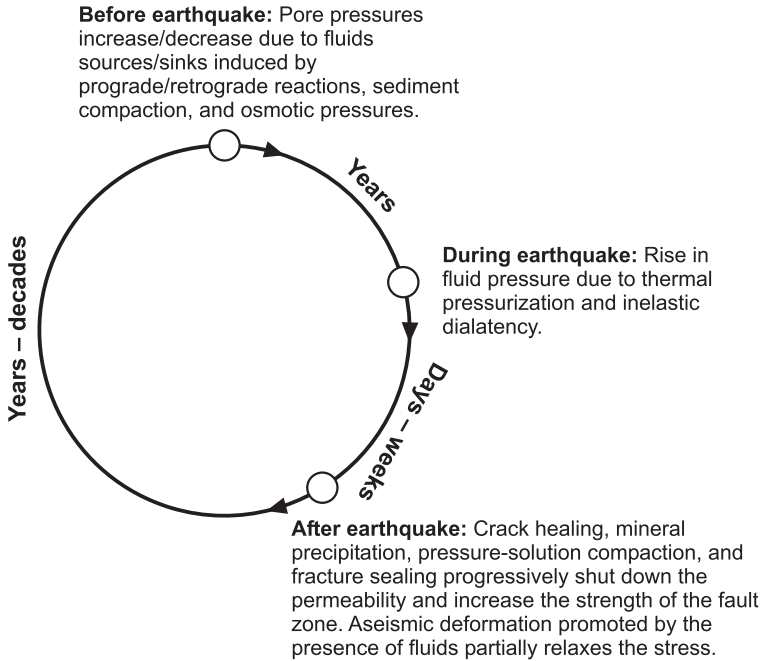 Before earthquake: Pore pressures
increase/decrease due to fluids
sources/sinks induced by
prograde/retrograde reactions, sediment
compaction, and osmotic pressures.
Years
During earthquake: Rise in
fluid pressure due to thermal
pressurization and inelastic
dialatency.
Years – decades
Days – weeks
After earthquake: Crack healing, mineral
precipitation, pressure-solution compaction, and
fracture sealing progressively shut down the
permeability and increase the strength of the fault
zone. Aseismic deformation promoted by the
presence of fluids partially relaxes the stress.